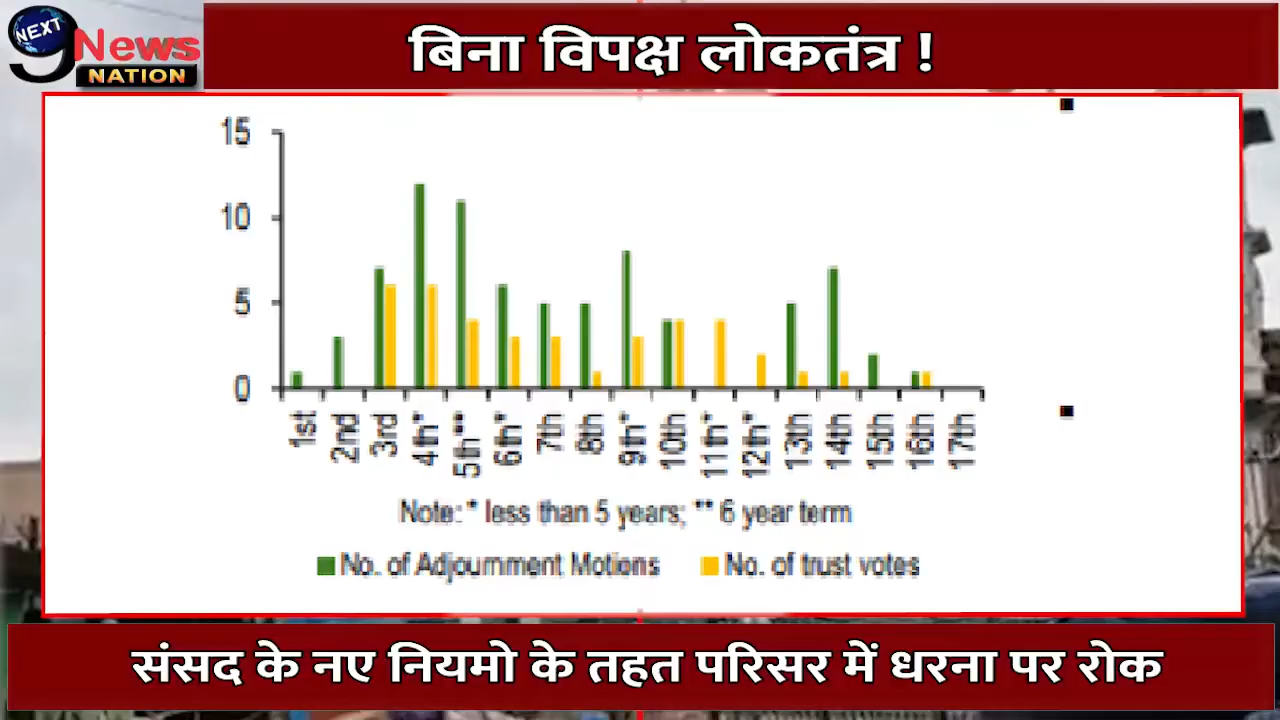 NEXT
9 News
NATION
बिना विपक्ष लोकतंत्र !
15
10
5
0
1st 2nd 3rd 4th* 5th** 6th* 7th 8th 9th* 10th 11th* 12th* 13th 14th 15th 16th 17th
Note: * less than 5 years; ** 6 year term
No. of Adjournment Motions No. of trust votes
संसद के नए नियमो के तहत परिसर में धरना पर रोक